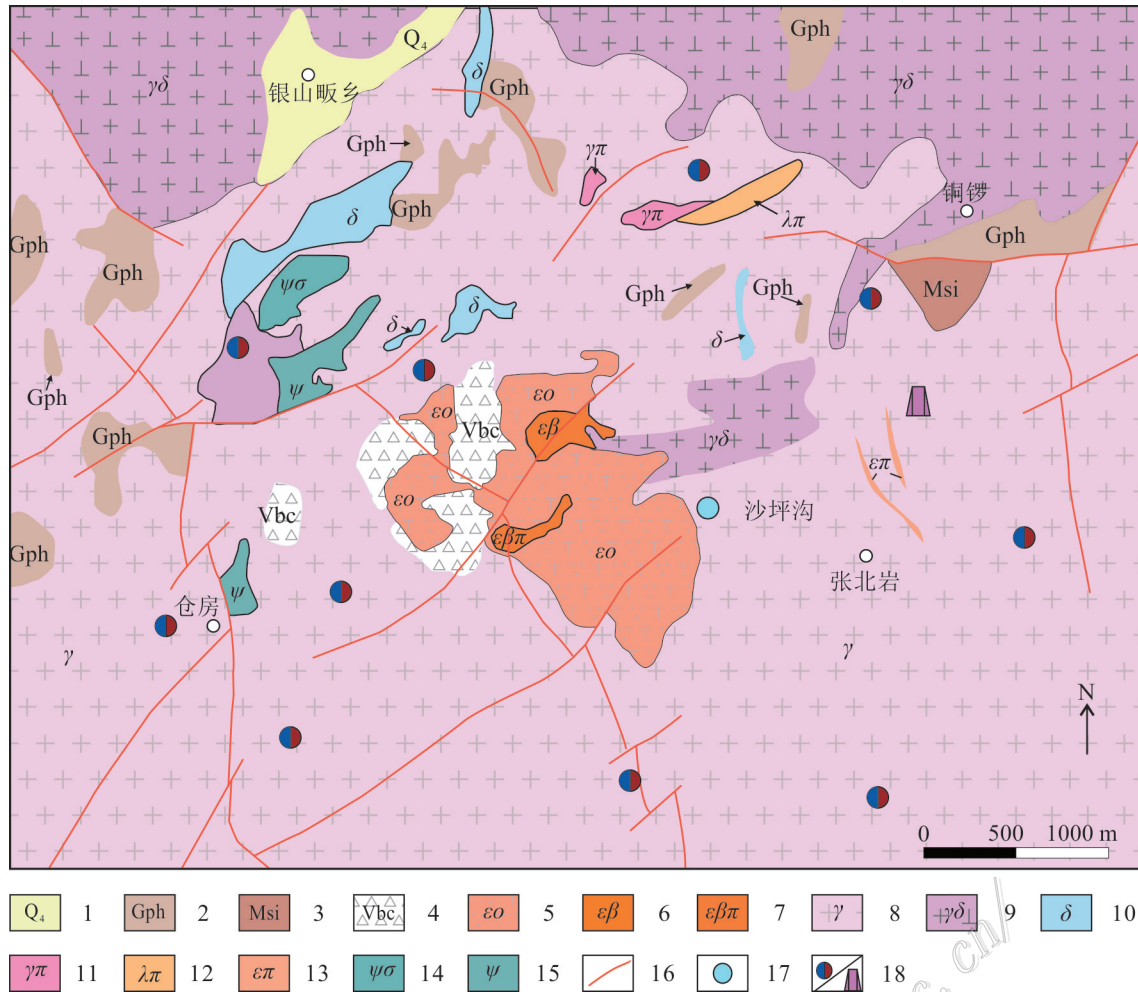 Q₄
Gph
γδ
银山畈乡
δ
Gph
γδ
Gph
γπ
δ
Gph
铜锣
γπ
λπ
Gph
Gph
Gph
ψσ
Gph
Gph
Msi
δ
δ
δ
Gph
ψ
εο
εο
Vbc
εβ
γδ
Gph
επ
εο
Vbc
沙坪沟
εβπ
εο
Gph
张北岩
ψ
仓房
γ
γ
N
0 500 1000 m
Q₄ 1 Gph 2 Msi 3 Vbc 4 εο 5 εβ 6 εβπ 7 γ 8 γδ 9 δ 10
γπ 11 λπ 12 επ 13 ψσ 14 ψ 15 16 17 18